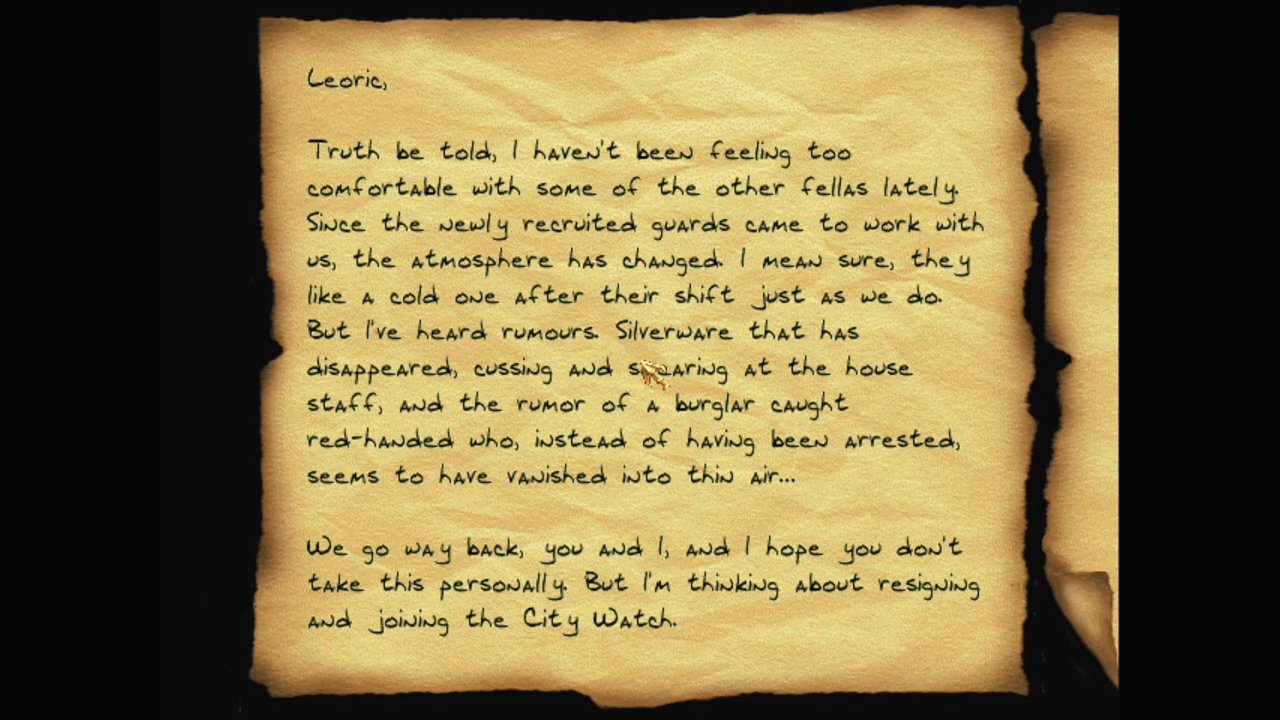 Leoric,
Truth be told, I haven't been feeling too
comfortable with some of the other fellas lately.
Since the newly recruited guards came to work with
us, the atmosphere has changed. I mean sure, they
like a cold one after their shift just as we do.
But I've heard rumours. Silverware that has
disappeared, cussing and swearing at the house
staff, and the rumor of a burglar caught
red-handed who, instead of having been arrested,
seems to have vanished into thin air...
We go way back, you and I, and I hope you don't
take this personally. But I'm thinking about resigning
and joining the City Watch.